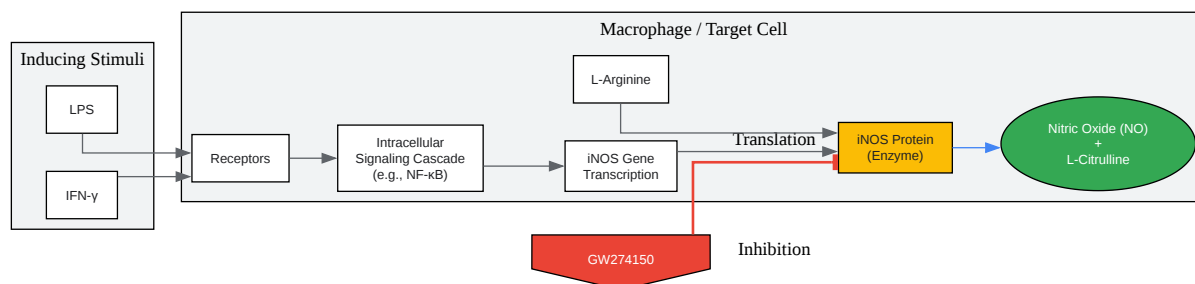 Macrophage / Target Cell
Inducing Stimuli
LPS
IFN-γ
Receptors
Intracellular
Signaling Cascade
(e.g., NF-κB)
L-Arginine
iNOS Gene
Transcription
Translation
iNOS Protein
(Enzyme)
Nitric Oxide (NO)
+
L-Citrulline
GW274150
Inhibition